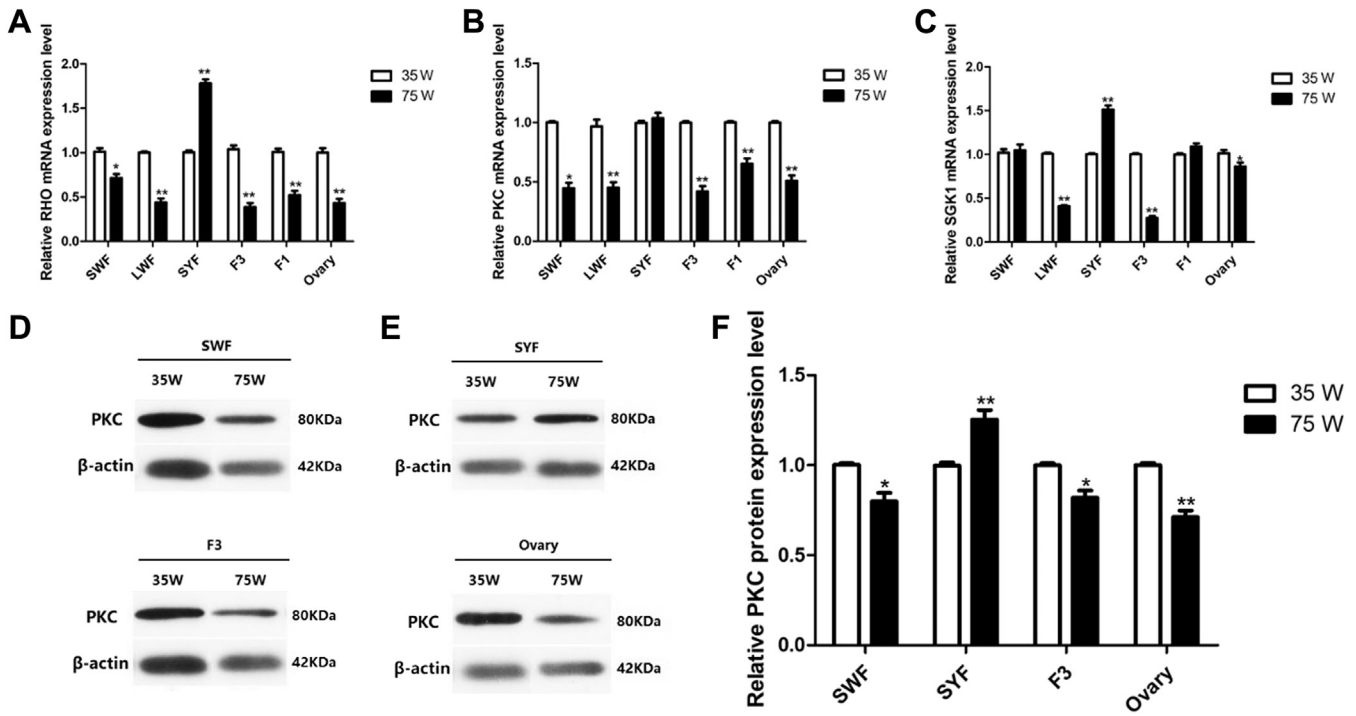 A
Relative RHO mRNA expression level
2.0
1.5
1.0
0.5
0.0
*
**
**
**
**
**
SWF
LWF
SYF
F3
F1
Ovary
35 W
75 W
B
Relative PKC mRNA expression level
1.5
1.0
0.5
0.0
*
**
**
**
**
SWF
LWF
SYF
F3
F1
Ovary
35 W
75 W
C
Relative SGK1 mRNA expression level
2.0
1.5
1.0
0.5
0.0
**
**
**
*
SWF
LWF
SYF
F3
F1
Ovary
35 W
75 W
D
SWF
35W 75W
PKC 80KDa
β-actin 42KDa
F3
35W 75W
PKC 80KDa
β-actin 42KDa
E
SYF
35W 75W
PKC 80KDa
β-actin 42KDa
Ovary
35W 75W
PKC 80KDa
β-actin 42KDa
F
Relative PKC protein expression level
1.5
1.0
0.5
0.0
*
**
*
**
SWF
SYF
F3
Ovary
35 W
75 W